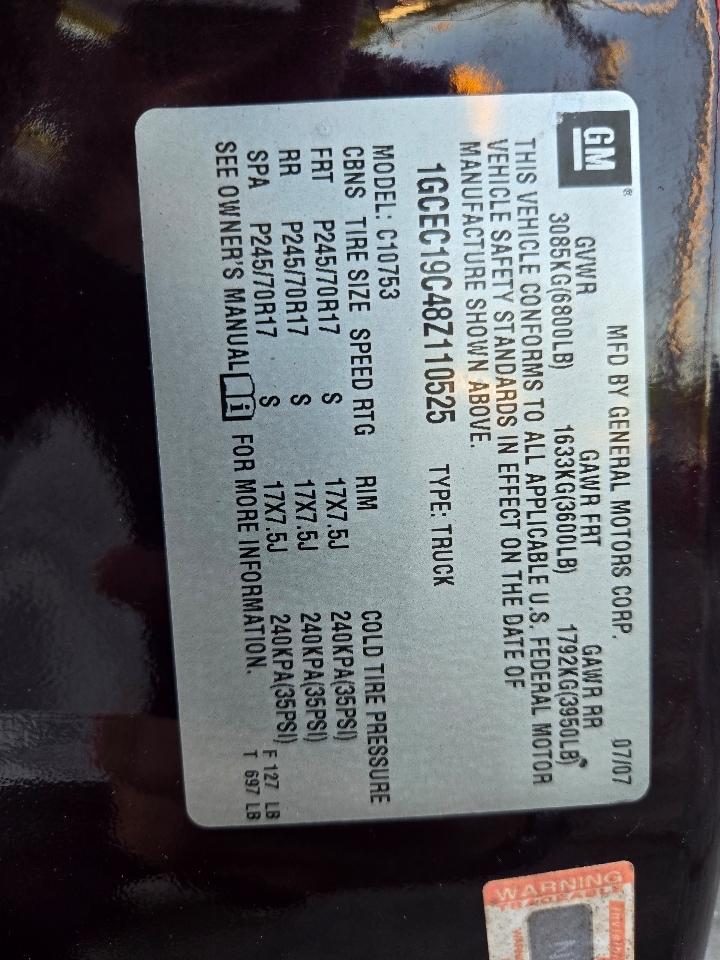 GM®
MFD BY GENERAL MOTORS CORP. 07/07
GVWR GAWR FRT GAWR RR
3085KG(6800LB) 1633KG(3600LB) 1792KG(3950LB)
THIS VEHICLE CONFORMS TO ALL APPLICABLE U.S. FEDERAL MOTOR
VEHICLE SAFETY STANDARDS IN EFFECT ON THE DATE OF
MANUFACTURE SHOWN ABOVE.
1GCEC19C48Z110525 TYPE: TRUCK
MODEL: C10753
CBNS TIRE SIZE SPEED RTG RIM COLD TIRE PRESSURE
FRT P245/70R17 S 17X7.5J 240KPA(35PSI)
RR P245/70R17 S 17X7.5J 240KPA(35PSI)
SPA P245/70R17 S 17X7.5J 240KPA(35PSI)
SEE OWNER'S MANUAL FOR MORE INFORMATION.
F 127 LB
T 697 LB
WARNING